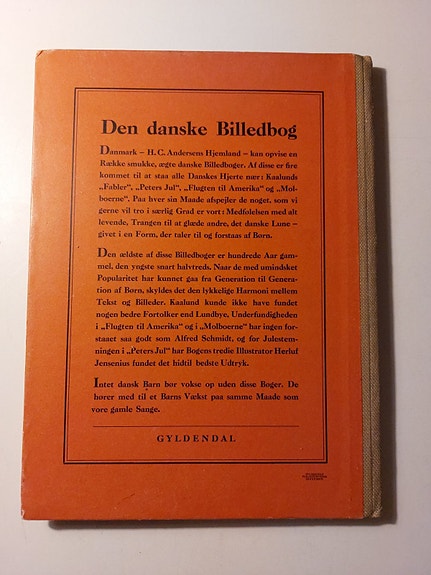 Den danske Billedbog
Danmark – H. C. Andersens Hjemland – kan opvise en
Række smukke, ægte danske Billedbøger. Af disse er fire
kommet til at staa alle Danskes Hjerte nær: Kaalunds
„Fabler”, „Peters Jul”, „Flugten til Amerika” og „Mol-
boerne”. Paa hver sin Maade afspejler de noget, som vi
gerne vil tro i særlig Grad er vort: Medfølelsen med alt
levende, Trangen til at glæde andre, det danske Lune –
givet i en Form, der taler til og forstaas af Børn.
Den ældste af disse Billedbøger er hundrede Aar gam-
mel, den yngste snart halvtreds. Naar de med umindsket
Popularitet har kunnet gaa fra Generation til Genera-
tion af Børn, skyldes det den lykkelige Harmoni mellem
Tekst og Billeder. Kaalund kunde ikke have fundet
nogen bedre Fortolker end Lundbye, Underfundigheden
i „Flugten til Amerika” og i „Molboerne” har ingen for-
staaet saa godt som Alfred Schmidt, og for Julestem-
ningen i „Peters Jul” har Bogens tredie Illustrator Herluf
Jensenius fundet det hidtil bedste Udtryk.
Intet dansk Barn bør vokse op uden disse Bøger. De
hører med til et Barns Vækst paa samme Maade som
vore gamle Sange.
GYLDENDAL